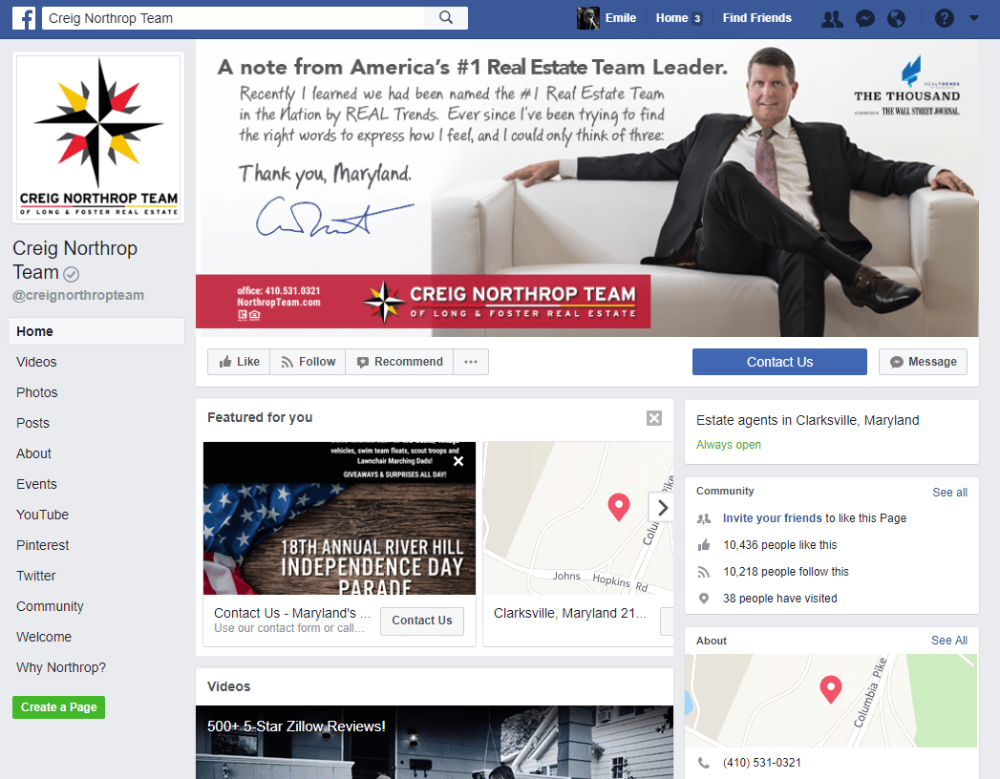 Creig Northrop Team
Emile
Home 3
Find Friends
CREIG NORTHROP TEAM
OF LONG & FOSTER REAL ESTATE
Creig Northrop
Team
@creignorthropteam
Home
Videos
Photos
Posts
About
Events
YouTube
Pinterest
Twitter
Community
Welcome
Why Northrop?
Create a Page
A note from America's #1 Real Estate Team Leader.
Recently I learned we had been named the #1 Real Estate Team
in the Nation by REAL Trends. Ever since I've been trying to find
the right words to express how I feel, and I could only think of three:
Thank you, Maryland.
REALTRENDS
THE THOUSAND
THE WALL STREET JOURNAL.
office: 410.531.0321
NorthropTeam.com
CREIG NORTHROP TEAM
OF LONG & FOSTER REAL ESTATE
Like
Follow
Recommend
...
Contact Us
Message
Featured for you
vehicles, swim team floats, scout troops and
Lawnchair Marching Dads!
GIVEAWAYS & SURPRISES ALL DAY!
18TH ANNUAL RIVER HILL
INDEPENDENCE DAY
PARADE
Contact Us - Maryland's ...
Use our contact form or call...
Contact Us
Johns Hopkins Rd
Colu
Pike
Clarksville, Maryland 21...
Videos
500+ 5-Star Zillow Reviews!
Estate agents in Clarksville, Maryland
Always open
Community
See all
Invite your friends to like this Page
10,436 people like this
10,218 people follow this
38 people have visited
About
See All
Columbia Pike
(410) 531-0321